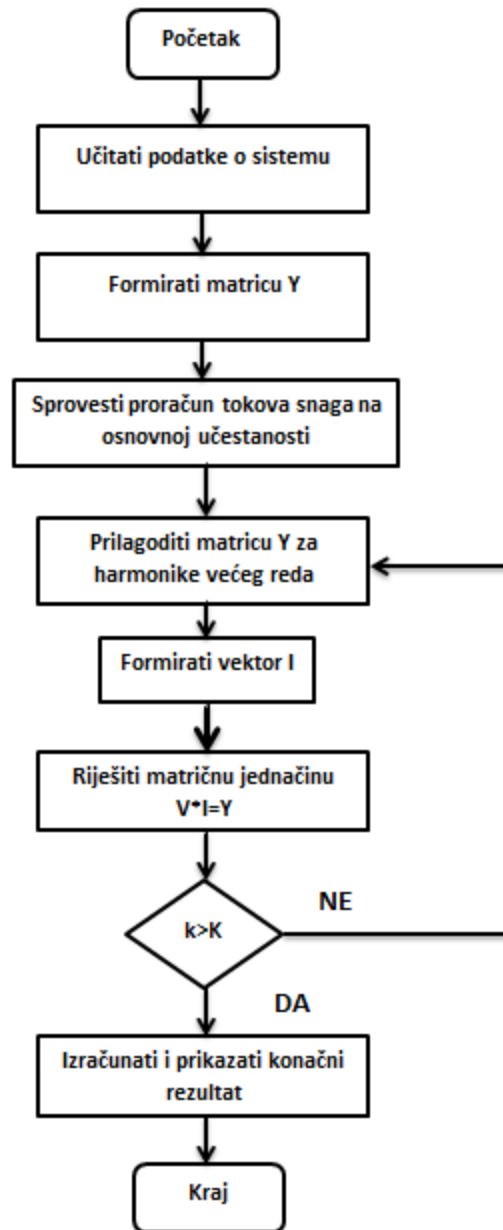 Početak
Učitati podatke o sistemu
Formirati matricu Y
Sprovesti proračun tokova snaga na
osnovnoj učestanosti
Prilagoditi matricu Y za
harmonike većeg reda
Formirati vektor I
Riješiti matričnu jednačinu
V*I=Y
k>K
NE
DA
Izračunati i prikazati konačni
rezultat
Kraj